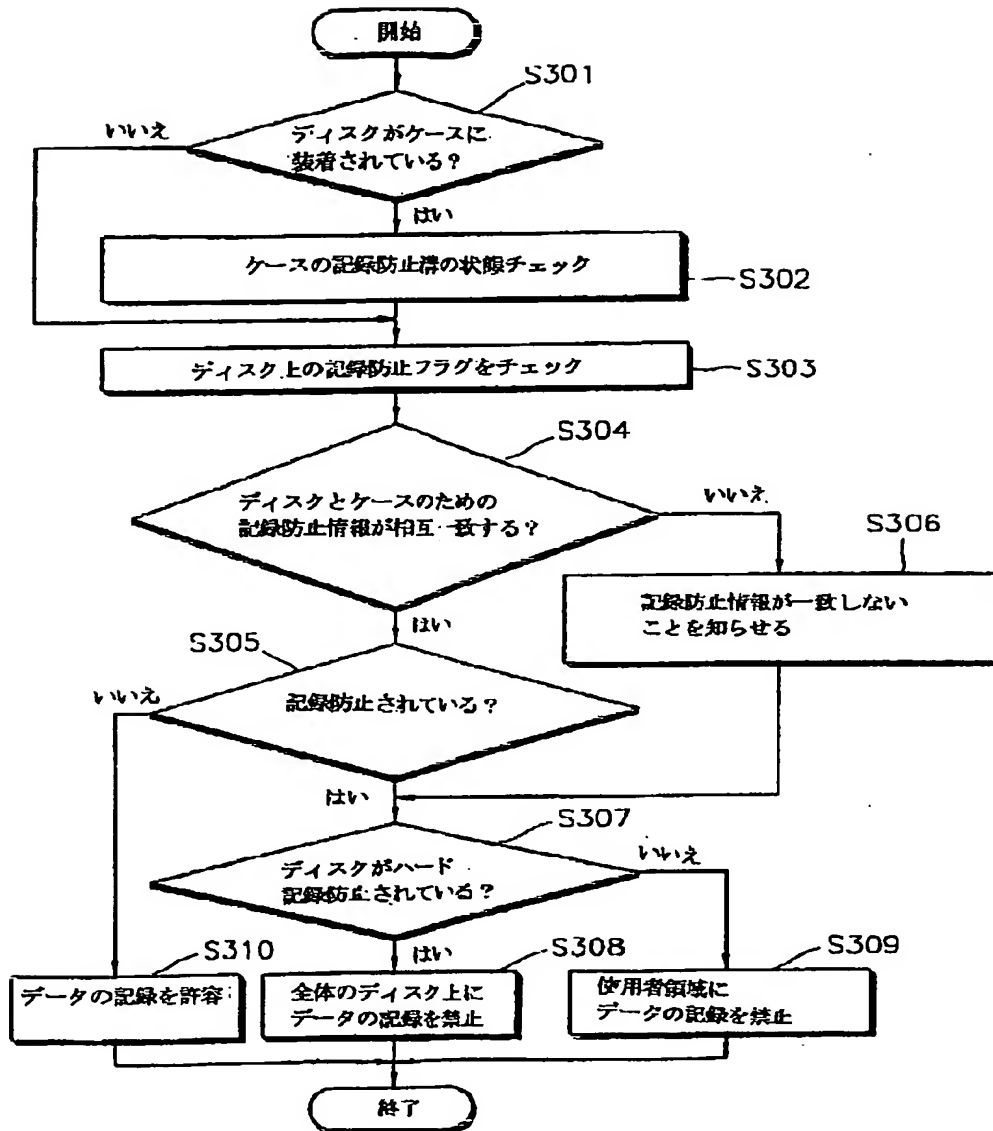 開始
S301
いいえ
ディスクがケースに
装着されている？
はい
ケースの記録防止溝の状態チェック
S302
ディスク上の記録防止フラグをチェック
S303
S304
ディスクとケースのための
記録防止情報が相互一致する？
いいえ
S306
記録防止情報が一致しない
ことを知らせる
はい
S305
いいえ
記録防止されている？
はい
S307
ディスクがハード
記録防止されている？
いいえ
S310
はい
S308
S309
データの記録を許容
全体のディスク上に
データの記録を禁止
使用者領域に
データの記録を禁止
終了